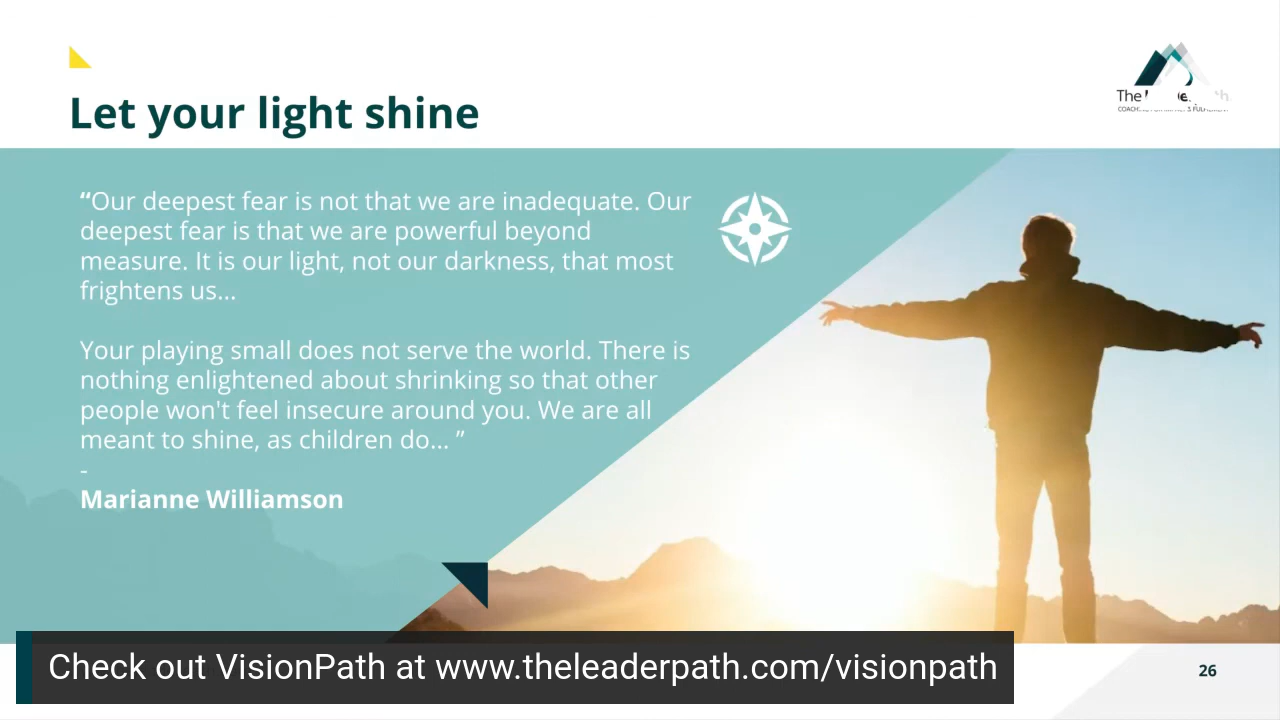 Let your light shine
The
“Our deepest fear is not that we are inadequate. Our
deepest fear is that we are powerful beyond
measure. It is our light, not our darkness, that most
frightens us...
Your playing small does not serve the world. There is
nothing enlightened about shrinking so that other
people won't feel insecure around you. We are all
meant to shine, as children do... ”
-
Marianne Williamson
Check out VisionPath at www.theleaderpath.com/visionpath
26